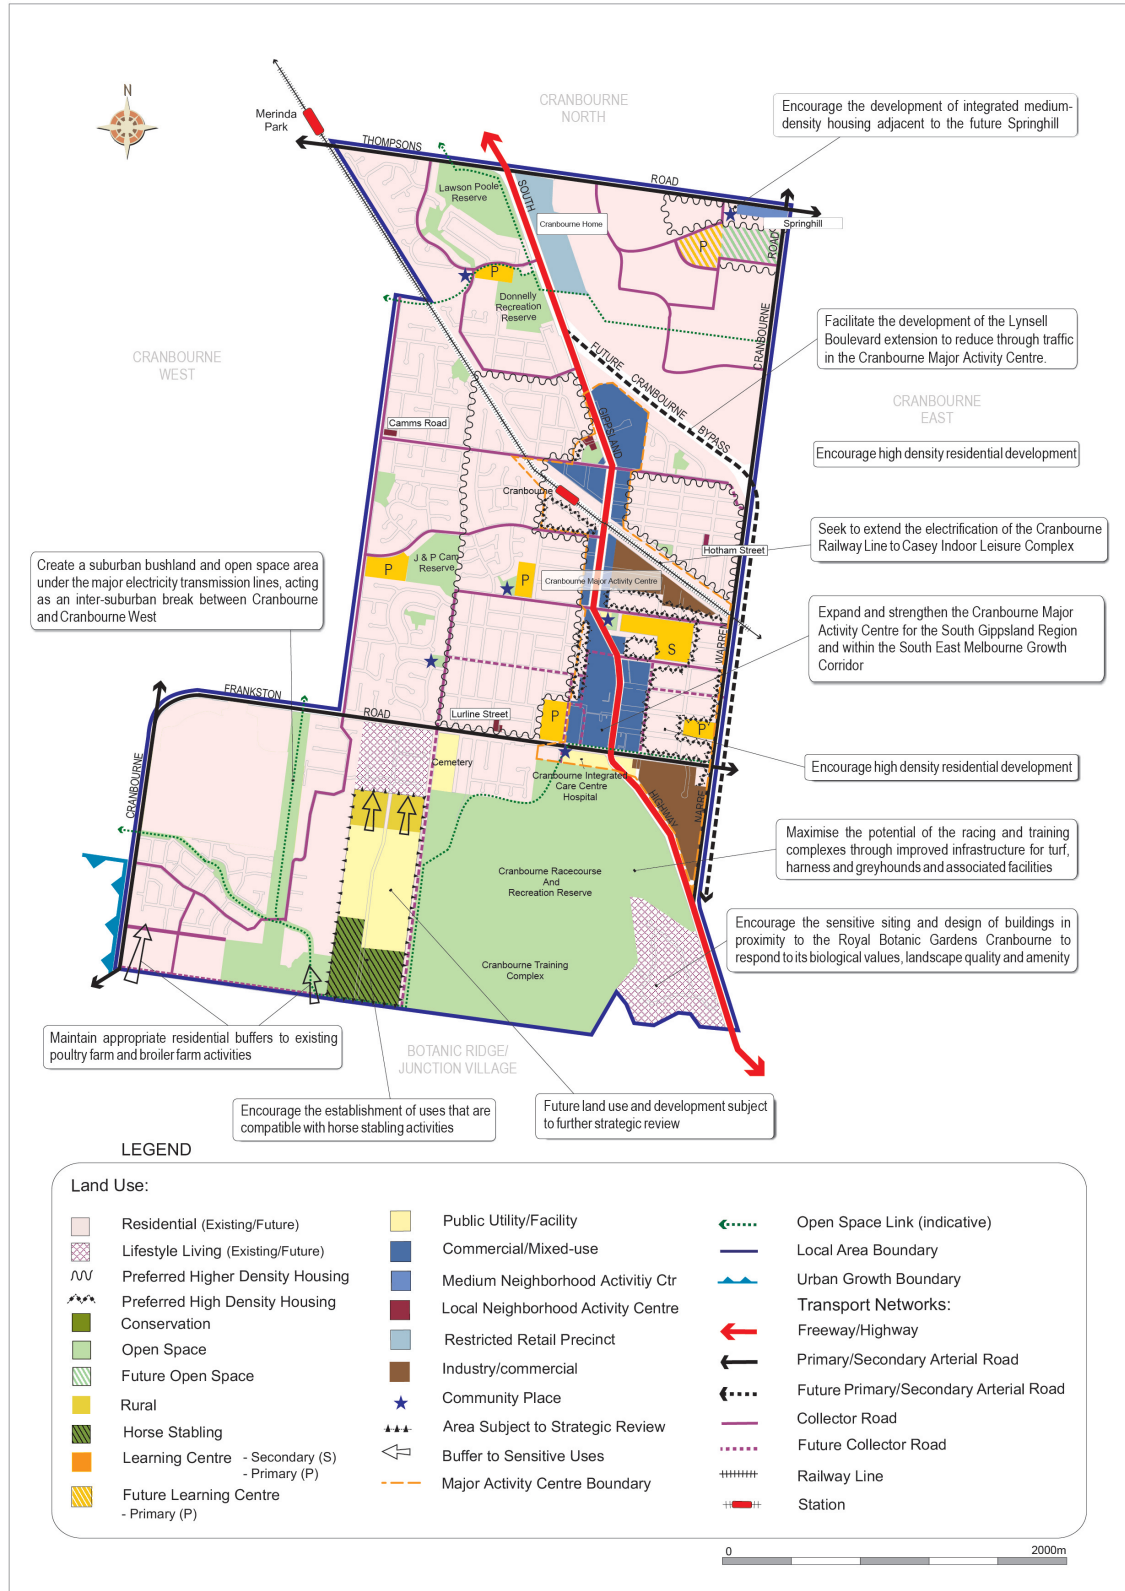 N
CRANBOURNE
NORTH
Merinda
Park
Encourage the development of integrated medium-
density housing adjacent to the future Springhill
THOMPSONS
ROAD
Lawson Poole
Reserve
SOUTH
Cranbourne Home
Springhill
P
ROAD
P
Donnelly
Recreation
Reserve
CRANBOURNE
WEST
Facilitate the development of the Lynsell
Boulevard extension to reduce through traffic
in the Cranbourne Major Activity Centre.
FUTURE
CRANBOURNE
BYPASS
CRANBOURNE
CRANBOURNE
EAST
GIPPSLAND
Camms Road
Encourage high density residential development
Cranbourne
Seek to extend the electrification of the Cranbourne
Railway Line to Casey Indoor Leisure Complex
Hotham Street
Create a suburban bushland and open space area
under the major electricity transmission lines, acting
as an inter-suburban break between Cranbourne
and Cranbourne West
J & P Cam
Reserve
P
P
Cranbourne Major Activity Centre
Expand and strengthen the Cranbourne Major
Activity Centre for the South Gippsland Region
and within the South East Melbourne Growth
Corridor
S
WARRE
FRANKSTON
ROAD
Lurline Street
P
P
Encourage high density residential development
CRANBOURNE
Cemetery
Cranbourne Integrated
Care Centre
Hospital
HIGHWAY
NARRE
Maximise the potential of the racing and training
complexes through improved infrastructure for turf,
harness and greyhounds and associated facilities
Cranbourne Racecourse
And
Recreation Reserve
Encourage the sensitive siting and design of buildings in
proximity to the Royal Botanic Gardens Cranbourne to
respond to its biological values, landscape quality and amenity
Cranbourne Training
Complex
Maintain appropriate residential buffers to existing
poultry farm and broiler farm activities
BOTANIC RIDGE/
JUNCTION VILLAGE
Encourage the establishment of uses that are
compatible with horse stabling activities
Future land use and development subject
to further strategic review
LEGEND
Land Use:
Residential (Existing/Future)
Lifestyle Living (Existing/Future)
Preferred Higher Density Housing
Preferred High Density Housing
Conservation
Open Space
Future Open Space
Rural
Horse Stabling
Learning Centre - Secondary (S)
- Primary (P)
Future Learning Centre
- Primary (P)
Public Utility/Facility
Commercial/Mixed-use
Medium Neighborhood Activitiy Ctr
Local Neighborhood Activity Centre
Restricted Retail Precinct
Industry/commercial
Community Place
Area Subject to Strategic Review
Buffer to Sensitive Uses
Major Activity Centre Boundary
Open Space Link (indicative)
Local Area Boundary
Urban Growth Boundary
Transport Networks:
Freeway/Highway
Primary/Secondary Arterial Road
Future Primary/Secondary Arterial Road
Collector Road
Future Collector Road
Railway Line
Station
0
2000m